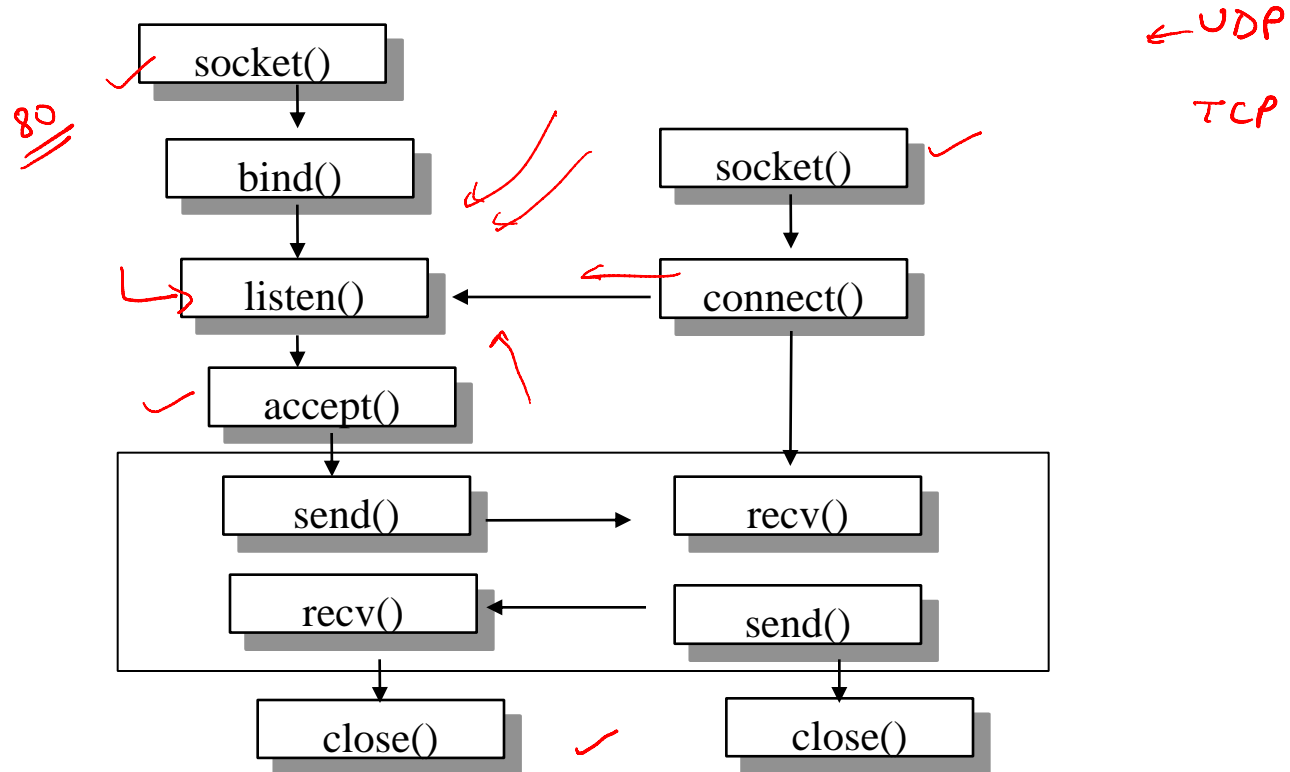 socket()
← UDP
80
TCP
bind()
socket()
listen()
connect()
accept()
send()
recv()
recv()
send()
close()
close()